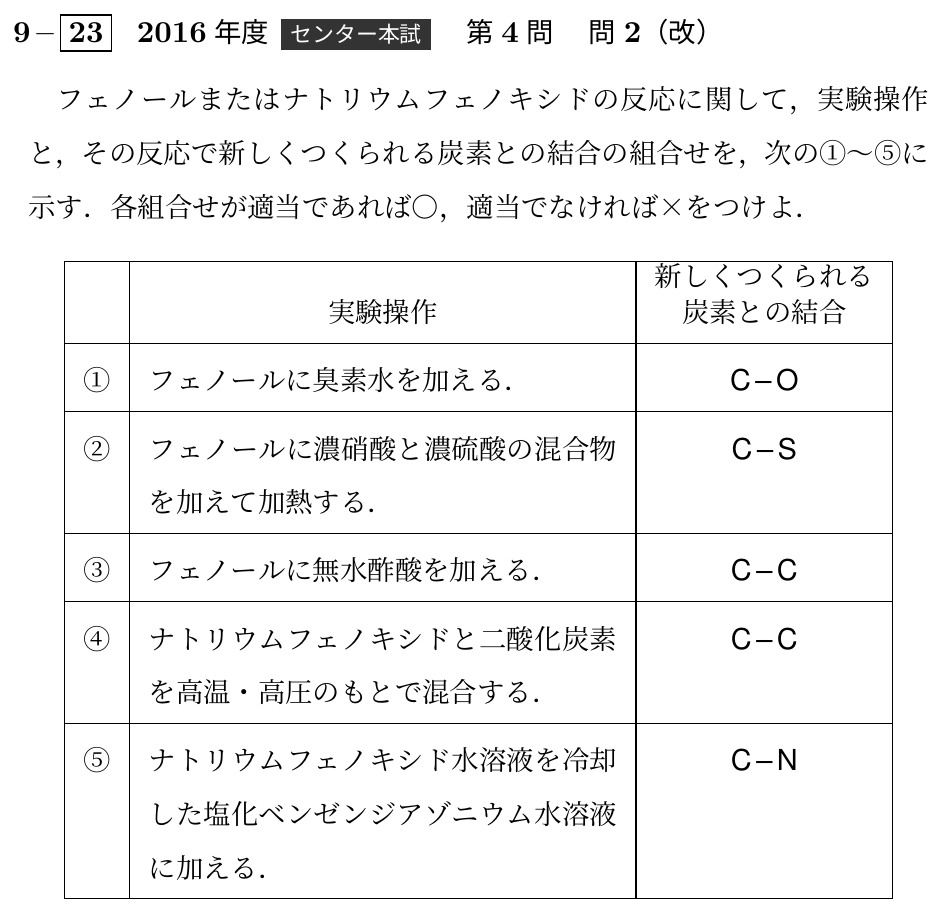 9－23　2016 年度　センター本試　第 4 問　問 2（改）
フェノールまたはナトリウムフェノキシドの反応に関して，実験操作
と，その反応で新しくつくられる炭素との結合の組合せを，次の①～⑤に
示す．各組合せが適当であれば○，適当でなければ×をつけよ．
実験操作
新しくつくられる
炭素との結合
①　フェノールに臭素水を加える．　C－O
②　フェノールに濃硝酸と濃硫酸の混合物　C－S
を加えて加熱する．
③　フェノールに無水酢酸を加える．　C－C
④　ナトリウムフェノキシドと二酸化炭素　C－C
を高温・高圧のもとで混合する．
⑤　ナトリウムフェノキシド水溶液を冷却　C－N
した塩化ベンゼンジアゾニウム水溶液
に加える．